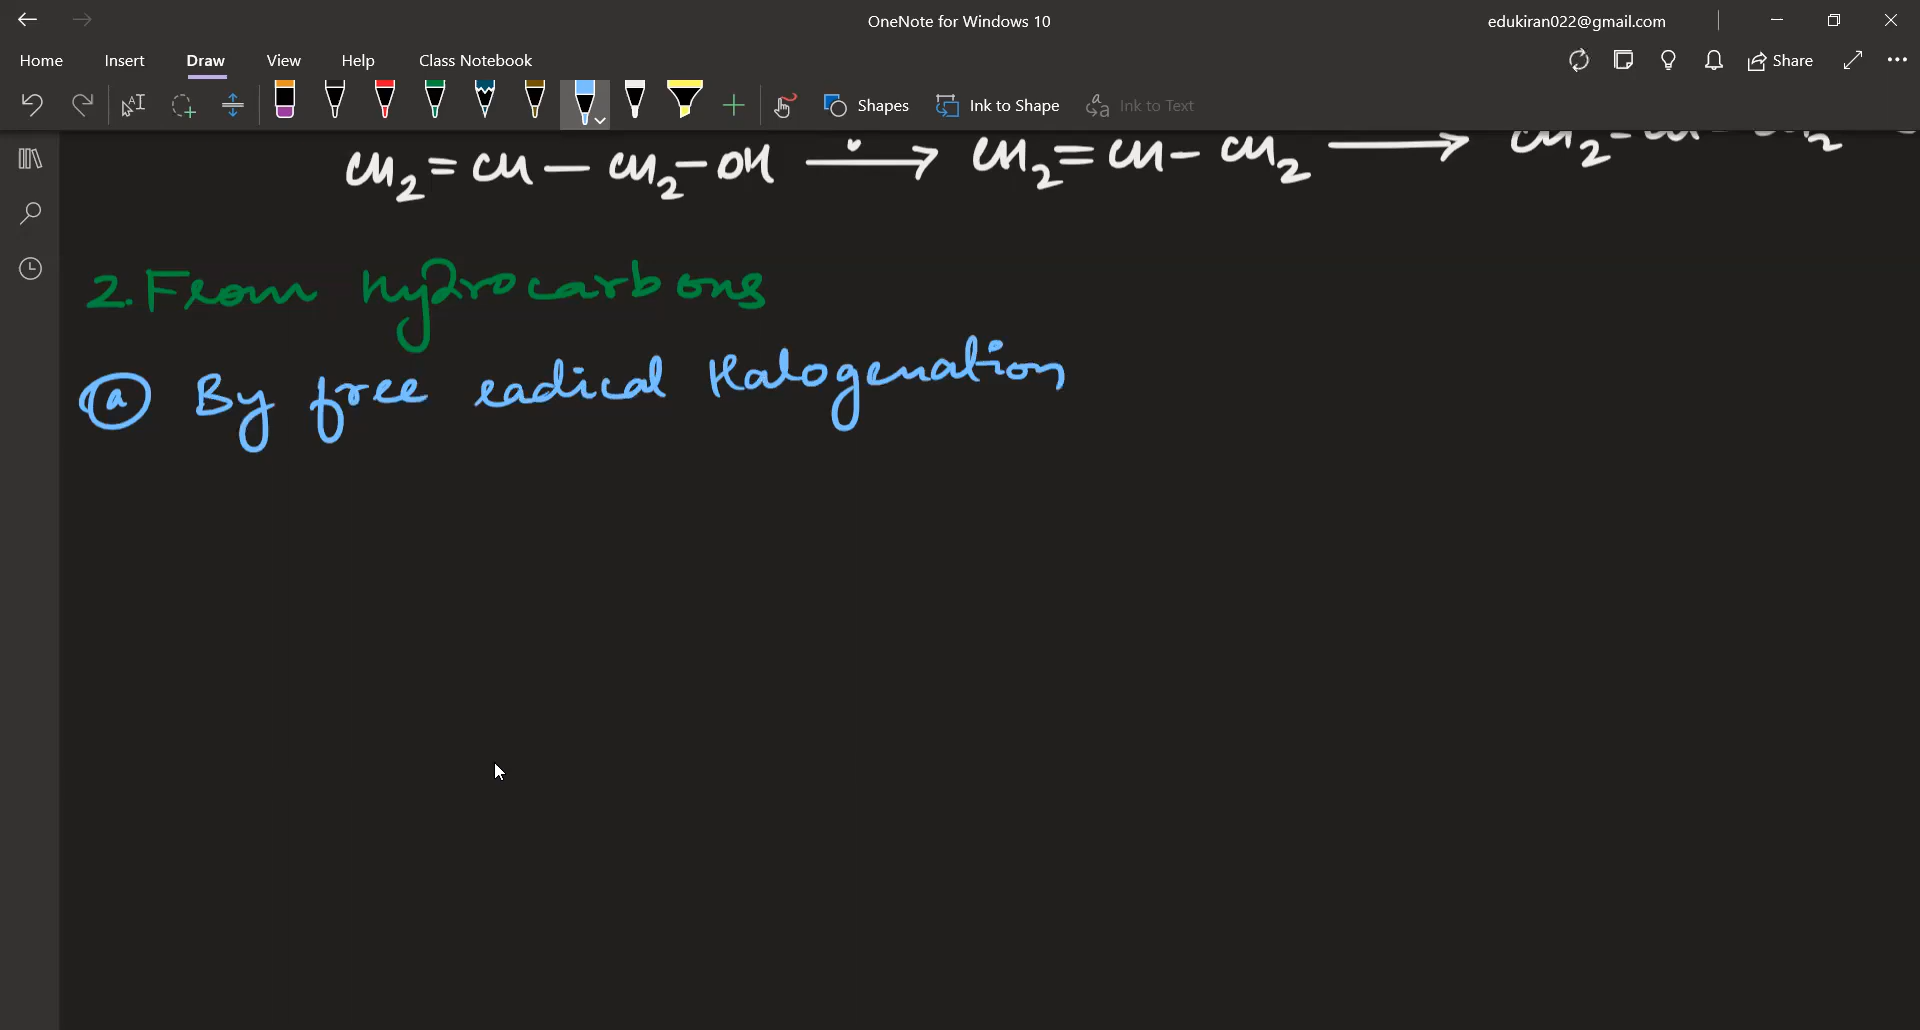 OneNote for Windows 10
edukiran022@gmail.com
Home Insert Draw View Help Class Notebook
Share
Shapes Ink to Shape Ink to Text
CH2=CH—CH2—OH ⟶ CH2=CH—CH2 ⟶
2. From hydrocarbons
(a) By free radical Halogenation